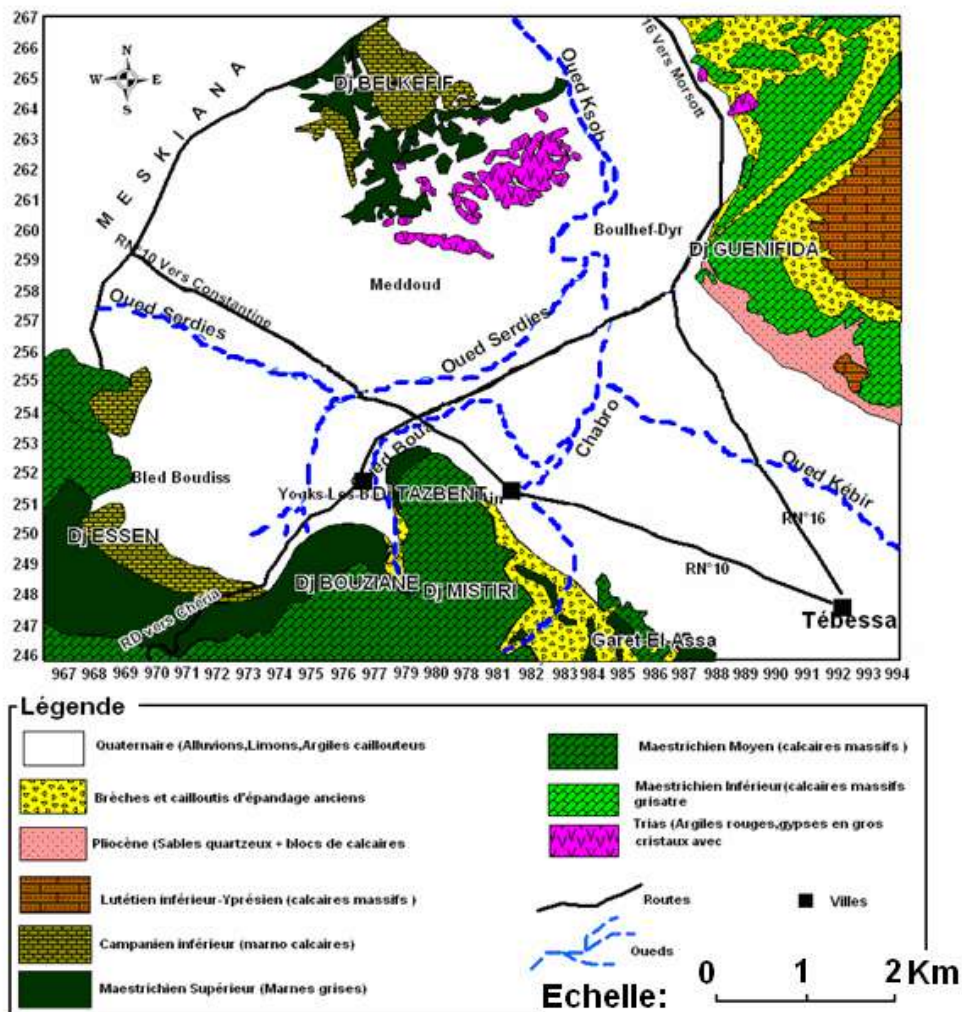 267
266
265
264
263
262
261
260
259
258
257
256
255
254
253
252
251
250
249
248
247
246
N
W E
S
MESKIANA
Dj BELKEFIF
Oued Ksob
16 Vers Morsott
Boulhef-Dyr
Dj GUENIFIDA
Meddoud
RN°10 Vers Constantine
Oued Serdies
Oued Serdies
Chabro
Oued Kébir
Bled Boudiss
Youks-Les-B
Dj TAZBENT
Dj ESSEN
RN°16
RN°10
Dj BOUZIANE
Dj MISTIRI
RD vers Chéria
Garet-El-Assa
Tébessa
967 968 969 970 971 972 973 974 975 976 977 979 980 978 981 982 983 984 985 986 987 988 989 990 991 992 993 994
Légende
Quaternaire (Alluvions,Limons,Argiles caillouteus
Brèches et cailloutis d'épandage anciens
Pliocène (Sables quartzeux + blocs de calcaires
Lutétien inférieur-Yprésien (calcaires massifs )
Campanien inférieur (marno calcaires)
Maestrichien Supérieur (Marnes grises)
Maestrichien Moyen (calcaires massifs )
Maestrichien Inférieur(calcaires massifs
grisatre
Trias (Argiles rouges,gypses en gros
cristaux avec
Routes
Villes
Oueds
Echelle:
0 1 2 Km